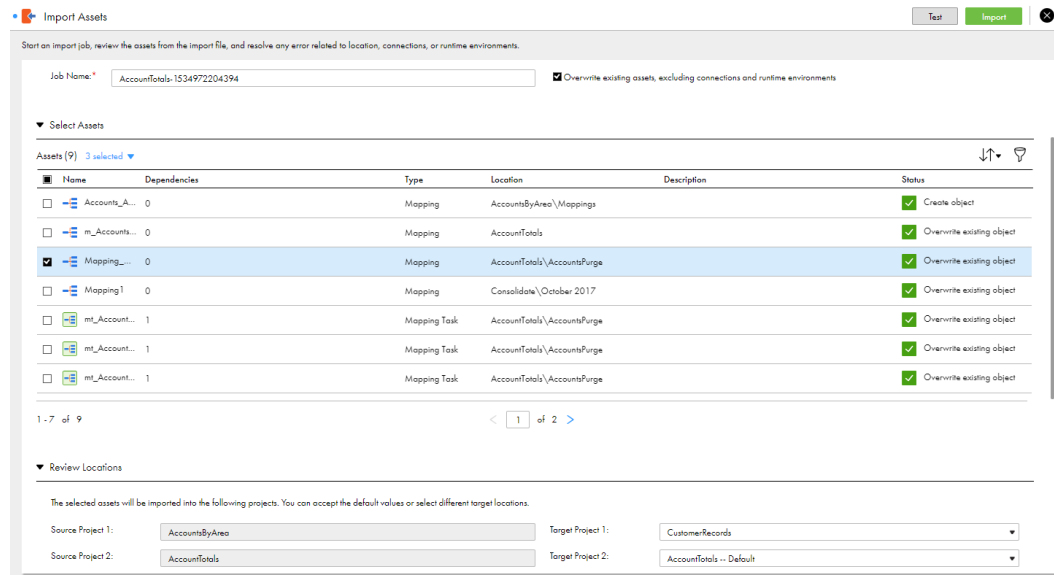 Import Assets Test Import
Start an import job, review the assets from the import file, and resolve any error related to location, connections, or runtime environments.
Job Name:* AccountTotals-1534972204394 Overwrite existing assets, excluding connections and runtime environments
Select Assets
Assets (9) 3 selected
Name Dependencies Type Location Description Status
Accounts_A... 0 Mapping AccountsByArea\Mappings Create object
m_Accounts... 0 Mapping AccountTotals Overwrite existing object
Mapping_... 0 Mapping AccountTotals\AccountsPurge Overwrite existing object
Mapping1 0 Mapping Consolidate\October 2017 Overwrite existing object
mt_Account... 1 Mapping Task AccountTotals\AccountsPurge Overwrite existing object
mt_Account... 1 Mapping Task AccountTotals\AccountsPurge Overwrite existing object
mt_Account... 1 Mapping Task AccountTotals\AccountsPurge Overwrite existing object
1 - 7 of 9 < 1 of 2 >
Review Locations
The selected assets will be imported into the following projects. You can accept the default values or select different target locations.
Source Project 1: AccountsByArea Target Project 1: CustomerRecords
Source Project 2: AccountTotals Target Project 2: AccountTotals -- Default